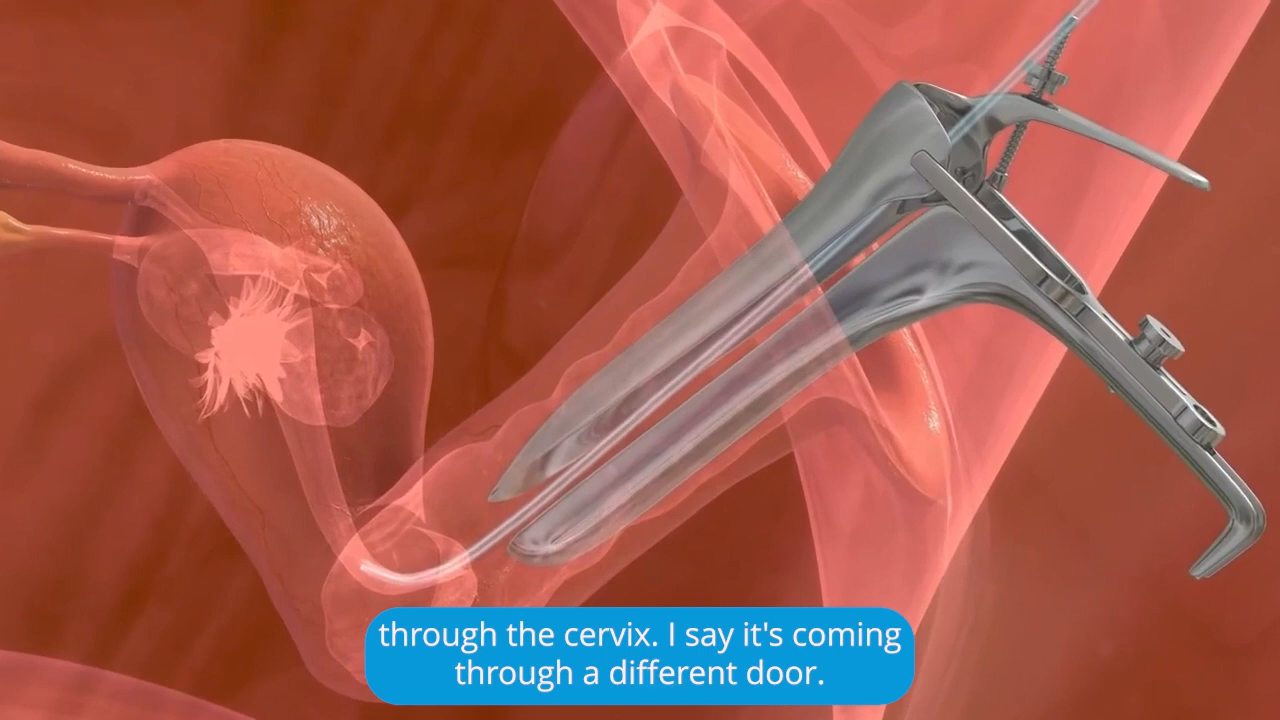 through the cervix. I say it's coming
through a different door.